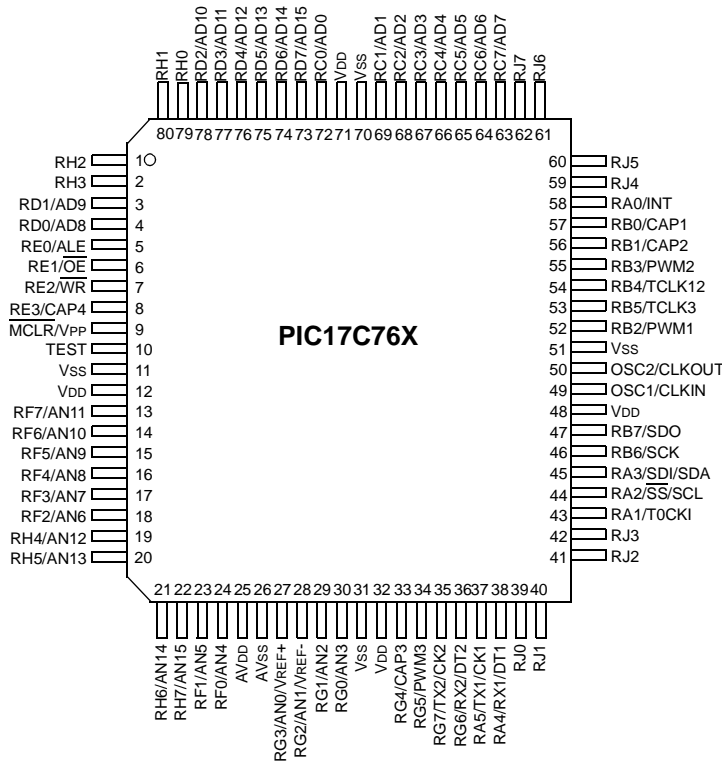 RH1
RH0
RD2/AD10
RD3/AD11
RD4/AD12
RD5/AD13
RD6/AD14
RD7/AD15
RC0/AD0
VDD
VSS
RC1/AD1
RC2/AD2
RC3/AD3
RC4/AD4
RC5/AD5
RC6/AD6
RC7/AD7
RJ7
RJ6
80 79 78 77 76 75 74 73 72 71 70 69 68 67 66 65 64 63 62 61
RH2 1
RH3 2
RD1/AD9 3
RD0/AD8 4
RE0/ALE 5
RE1/OE 6
RE2/WR 7
RE3/CAP4 8
MCLR/VPP 9
TEST 10
VSS 11
VDD 12
RF7/AN11 13
RF6/AN10 14
RF5/AN9 15
RF4/AN8 16
RF3/AN7 17
RF2/AN6 18
RH4/AN12 19
RH5/AN13 20
PIC17C76X
60 RJ5
59 RJ4
58 RA0/INT
57 RB0/CAP1
56 RB1/CAP2
55 RB3/PWM2
54 RB4/TCLK12
53 RB5/TCLK3
52 RB2/PWM1
51 VSS
50 OSC2/CLKOUT
49 OSC1/CLKIN
48 VDD
47 RB7/SDO
46 RB6/SCK
45 RA3/SDI/SDA
44 RA2/SS/SCL
43 RA1/T0CKI
42 RJ3
41 RJ2
21 22 23 24 25 26 27 28 29 30 31 32 33 34 35 36 37 38 39 40
RH6/AN14
RH7/AN15
RF1/AN5
RF0/AN4
AVDD
AVSS
RG3/AN0/VREF+
RG2/AN1/VREF-
RG1/AN2
RG0/AN3
VSS
VDD
RG4/CAP3
RG5/PWM3
RG7/TX2/CK2
RG6/RX2/DT2
RA5/TX1/CK1
RA4/RX1/DT1
RJ0
RJ1